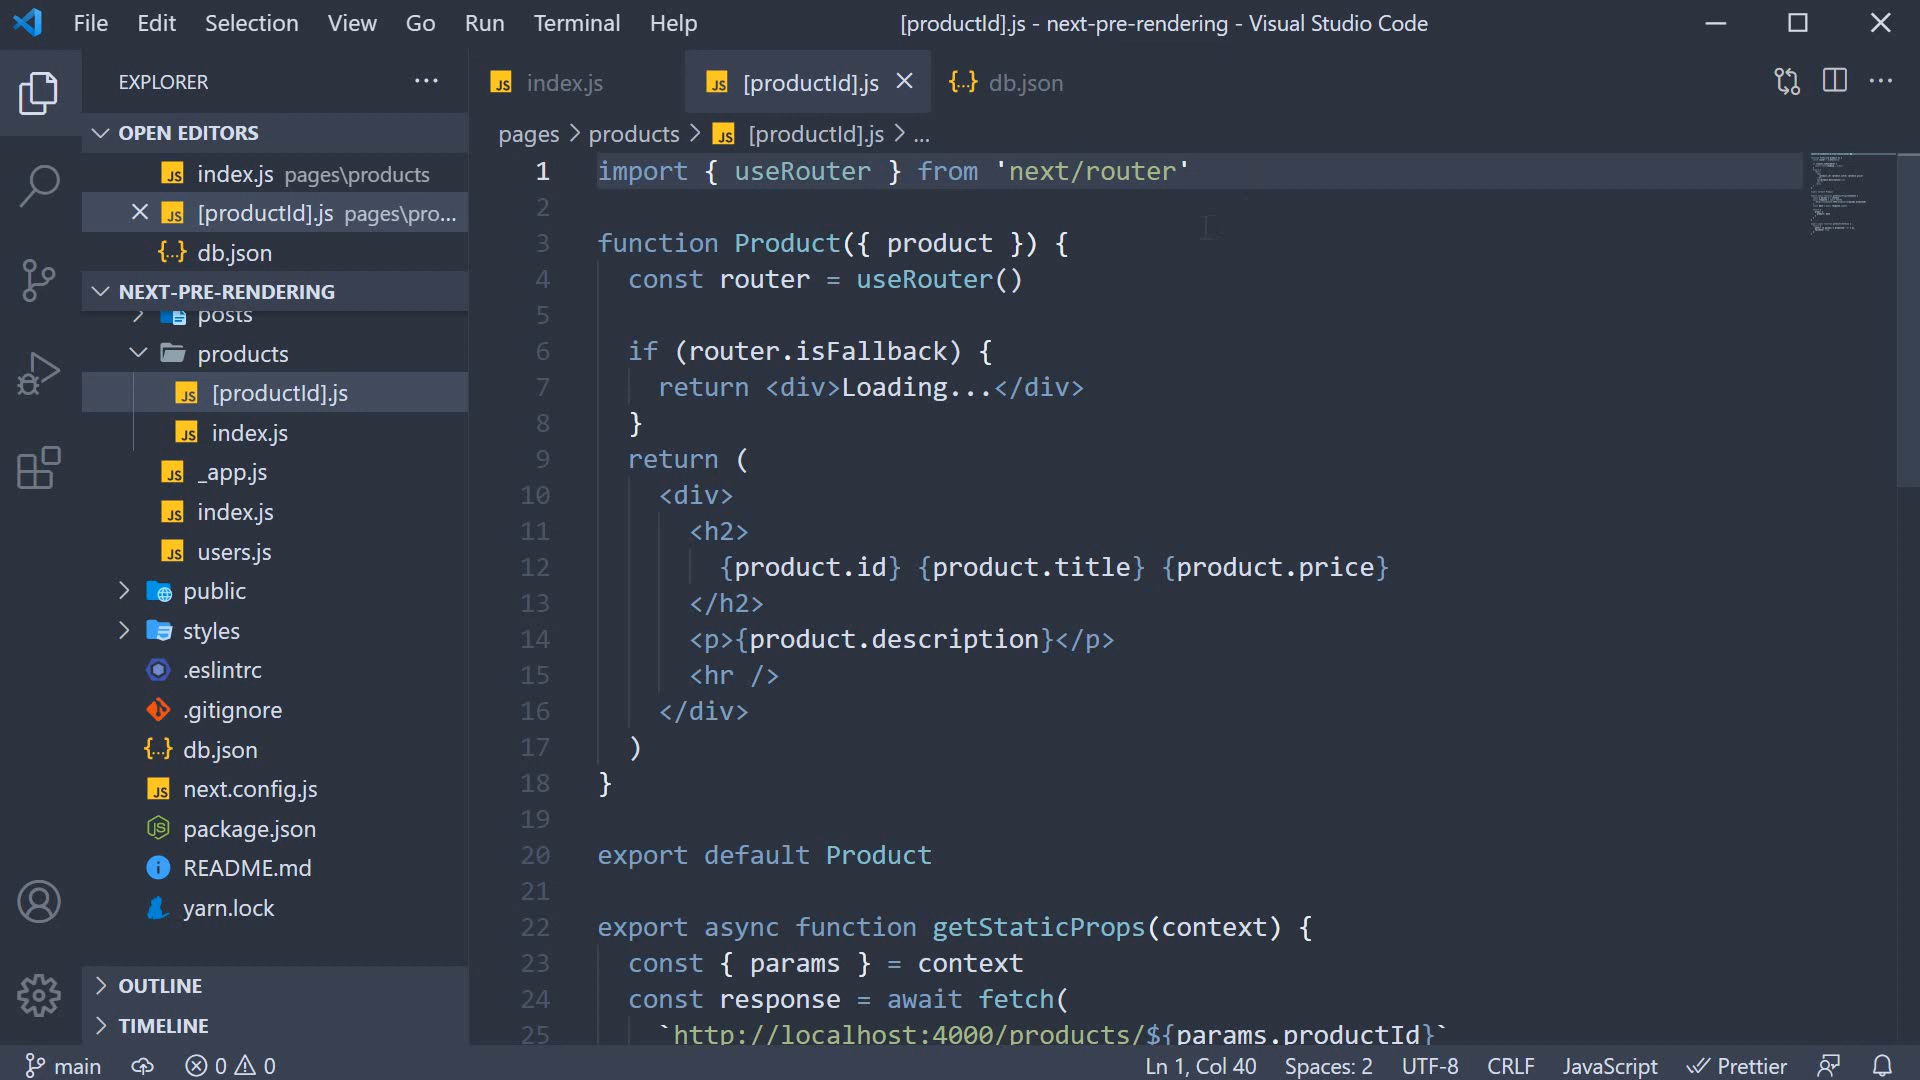 File Edit Selection View Go Run Terminal Help [productId].js - next-pre-rendering - Visual Studio Code
EXPLORER
OPEN EDITORS
index.js pages\products
[productId].js pages\pro...
db.json
NEXT-PRE-RENDERING
posts
products
[productId].js
index.js
_app.js
index.js
users.js
public
styles
.eslintrc
.gitignore
db.json
next.config.js
package.json
README.md
yarn.lock
OUTLINE
TIMELINE
index.js [productId].js db.json
pages > products > [productId].js > ...
1 import { useRouter } from 'next/router'
2
3 function Product({ product }) {
4 const router = useRouter()
5
6 if (router.isFallback) {
7 return <div>Loading...</div>
8 }
9 return (
10 <div>
11 <h2>
12 {product.id} {product.title} {product.price}
13 </h2>
14 <p>{product.description}</p>
15 <hr />
16 </div>
17 )
18 }
19
20 export default Product
21
22 export async function getStaticProps(context) {
23 const { params } = context
24 const response = await fetch(
25 `http://localhost:4000/products/${params.productId}`
main 0 0 Ln 1, Col 40 Spaces: 2 UTF-8 CRLF JavaScript Prettier